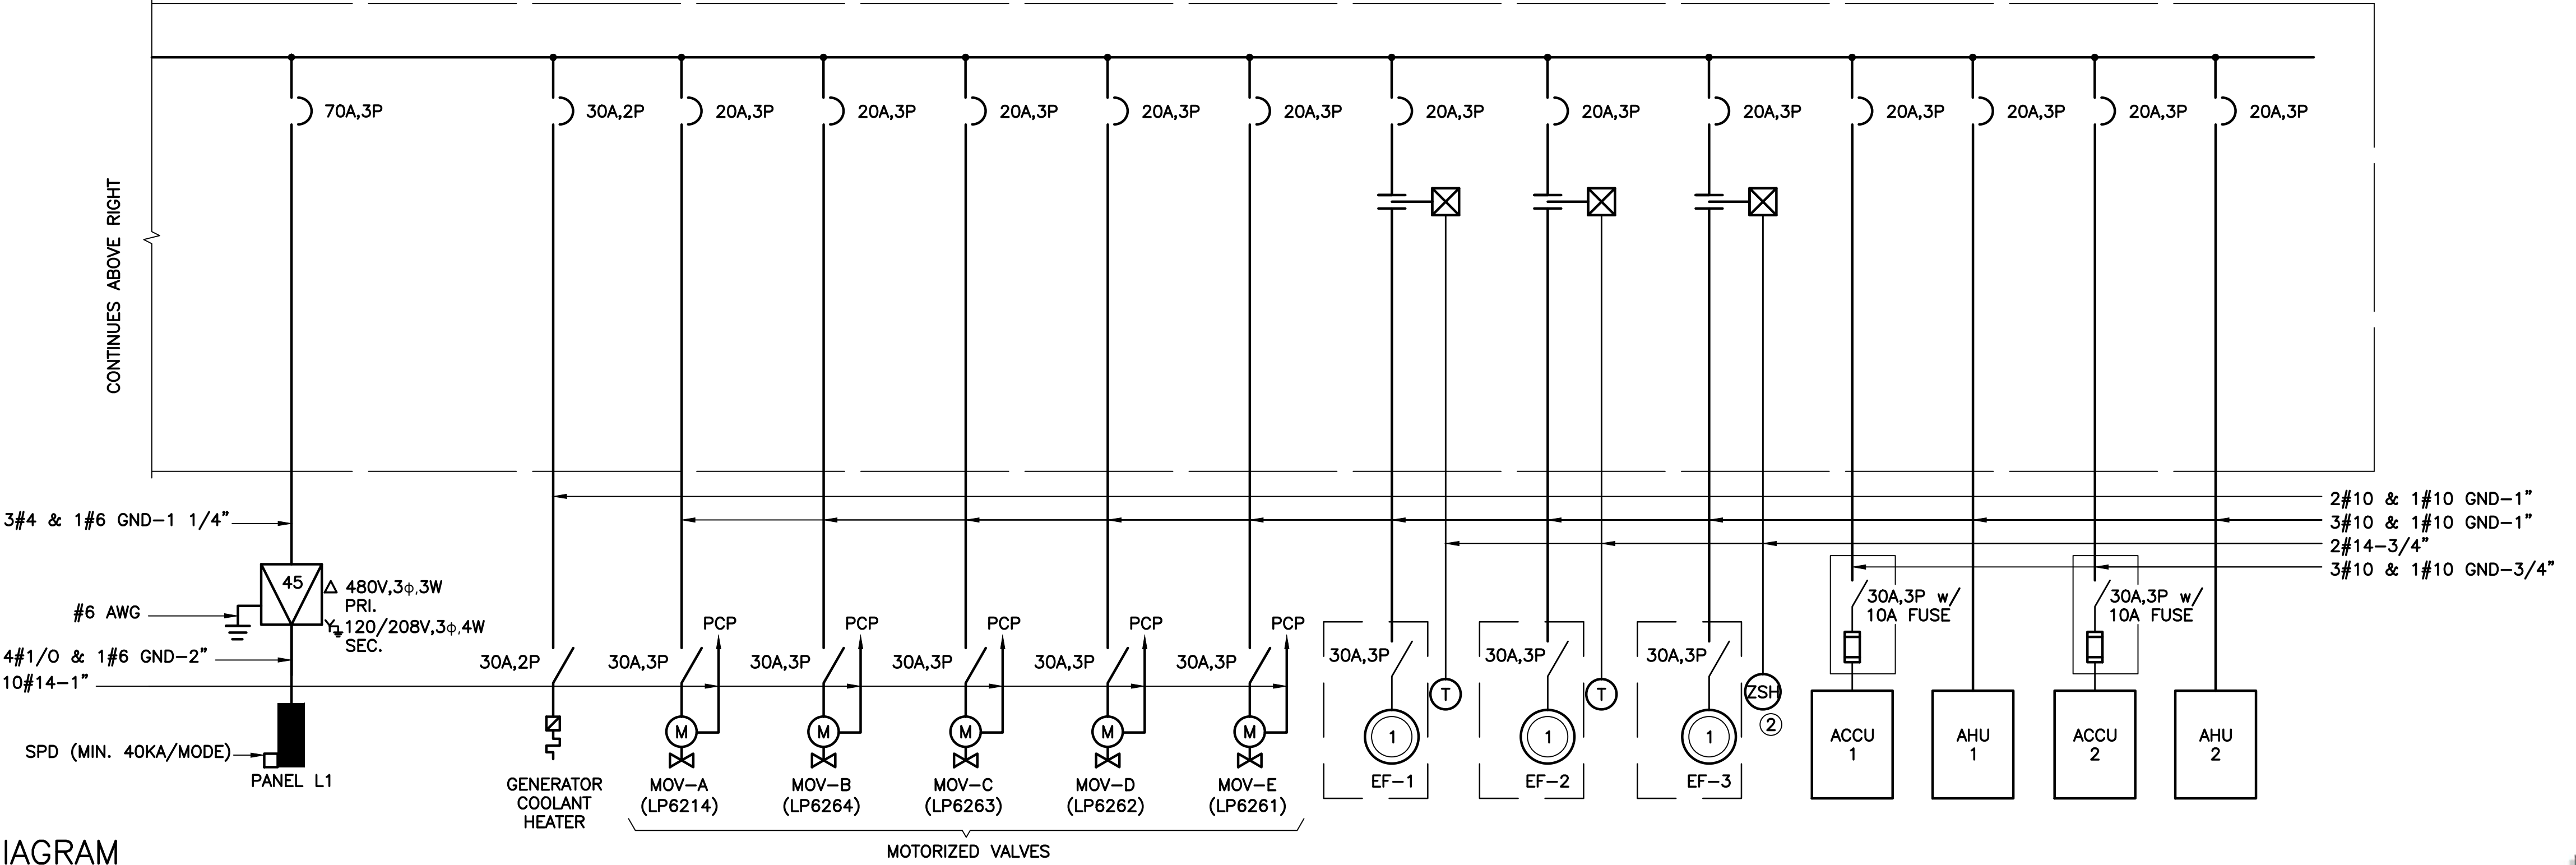 70A,3P
30A,2P
20A,3P
20A,3P
20A,3P
20A,3P
20A,3P
20A,3P
20A,3P
20A,3P
20A,3P
20A,3P
20A,3P
20A,3P
CONTINUES ABOVE RIGHT
3#4 & 1#6 GND-1 1/4"
2#10 & 1#10 GND-1"
3#10 & 1#10 GND-1"
2#14-3/4"
3#10 & 1#10 GND-3/4"
45
△ 480V,3ϕ,3W
PRI.
120/208V,3ϕ,4W
SEC.
#6 AWG
4#1/0 & 1#6 GND-2"
10#14-1"
SPD (MIN. 40KA/MODE)
PANEL L1
30A,2P
GENERATOR
COOLANT
HEATER
PCP
30A,3P
M
MOV-A
(LP6214)
PCP
30A,3P
M
MOV-B
(LP6264)
PCP
30A,3P
M
MOV-C
(LP6263)
PCP
30A,3P
M
MOV-D
(LP6262)
PCP
30A,3P
M
MOV-E
(LP6261)
MOTORIZED VALVES
30A,3P
T
1
EF-1
30A,3P
T
1
EF-2
30A,3P
ZSH
2
1
EF-3
30A,3P w/
10A FUSE
ACCU
1
AHU
1
30A,3P w/
10A FUSE
ACCU
2
AHU
2
IAGRAM